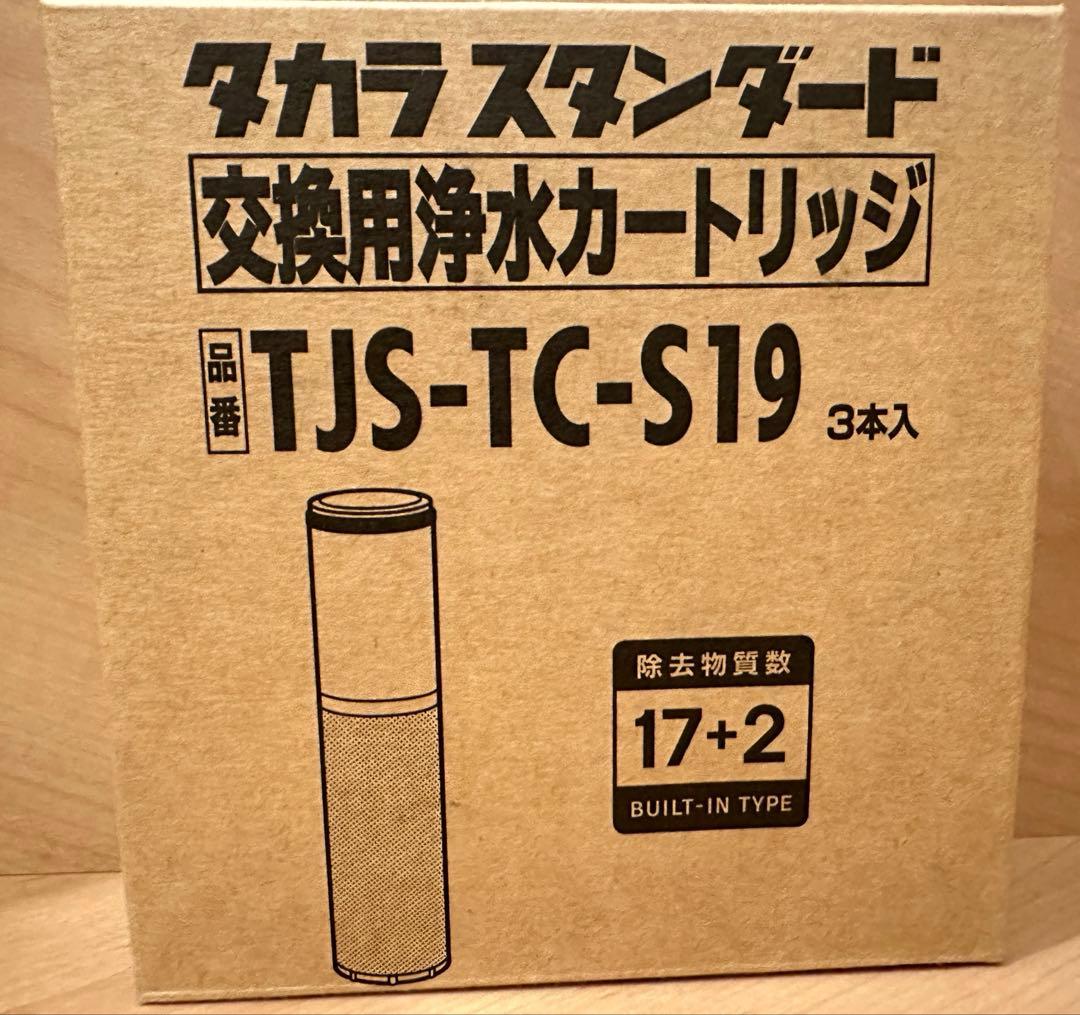 タカラスタンダード
交換用浄水カートリッジ
品番 TJS-TC-S19 3本入
除去物質数
17+2
BUILT-IN TYPE